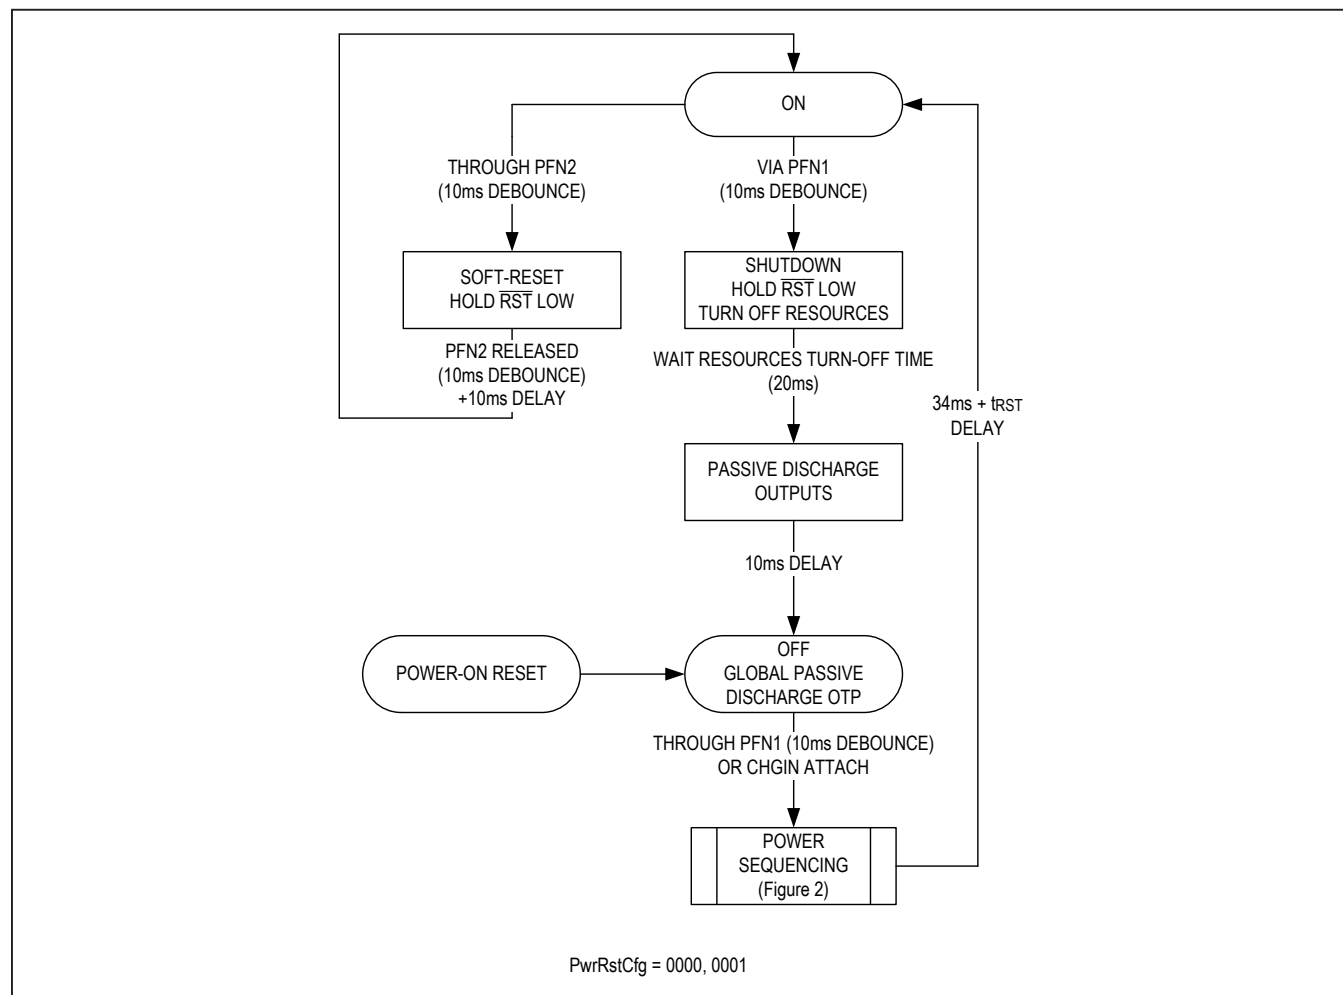 ON
THROUGH PFN2
(10ms DEBOUNCE)
VIA PFN1
(10ms DEBOUNCE)
SOFT-RESET
HOLD RST LOW
SHUTDOWN
HOLD RST LOW
TURN OFF RESOURCES
PFN2 RELEASED
(10ms DEBOUNCE)
+10ms DELAY
WAIT RESOURCES TURN-OFF TIME
(20ms)
34ms + tRST
DELAY
PASSIVE DISCHARGE
OUTPUTS
10ms DELAY
POWER-ON RESET
OFF
GLOBAL PASSIVE
DISCHARGE OTP
THROUGH PFN1 (10ms DEBOUNCE)
OR CHGIN ATTACH
POWER
SEQUENCING
(Figure 2)
PwrRstCfg = 0000, 0001